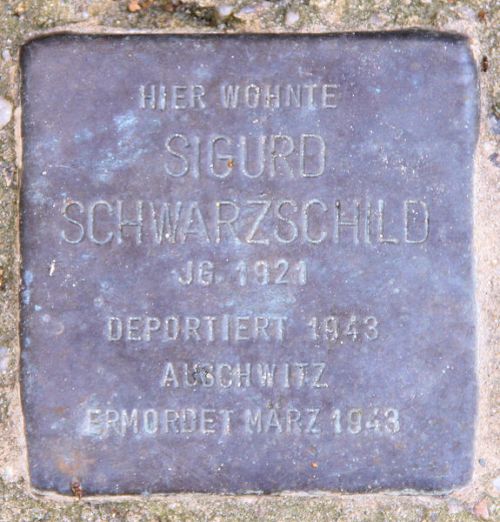 HIER WOHNTE
SIGURD
SCHWARZSCHILD
JG. 1921
DEPORTIERT 1943
AUSCHWITZ
ERMORDET MÄRZ 1943